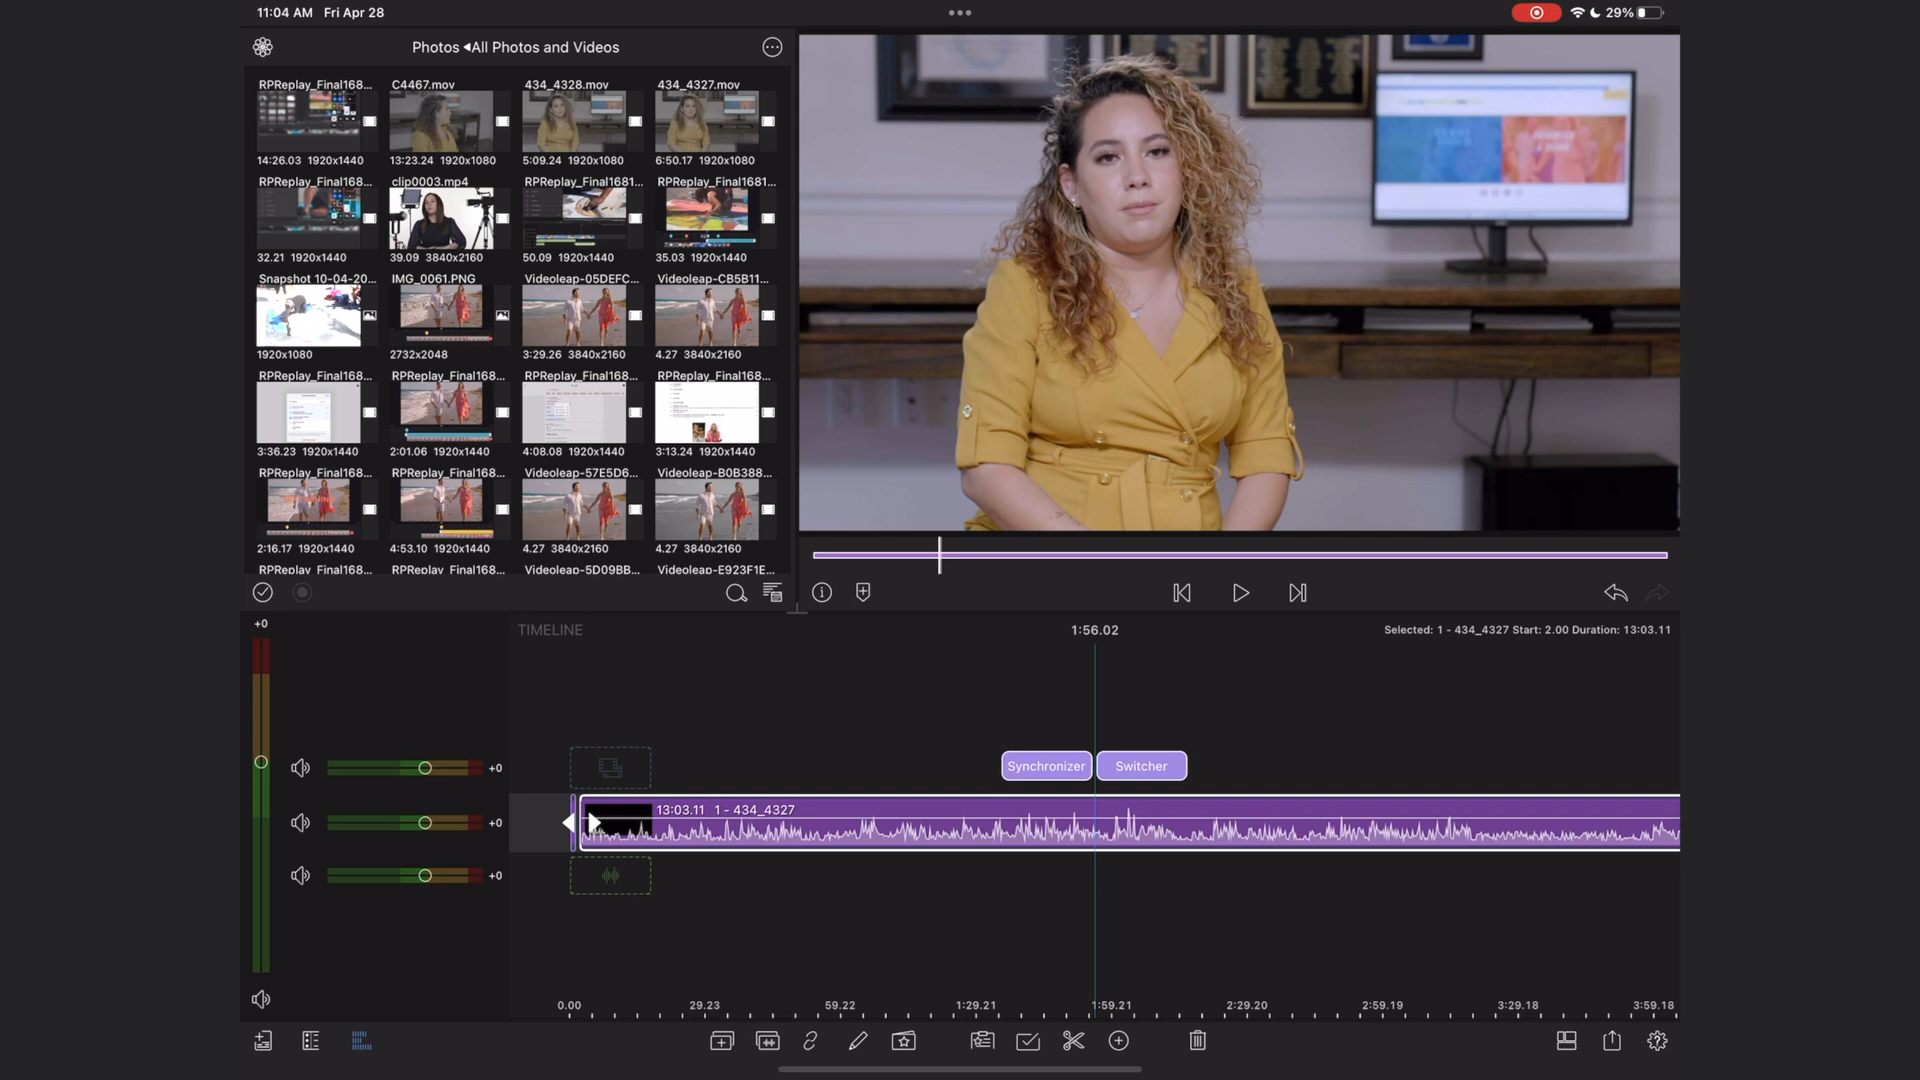 11:04 AM Fri Apr 28
29%
Photos ◂All Photos and Videos
RPReplay_Final168... C4467.mov 434_4328.mov 434_4327.mov
14:26.03 1920x1440 13:23.24 1920x1080 5:09.24 1920x1080 6:50.17 1920x1080
RPReplay_Final168... clip0003.mp4 RPReplay_Final1681... RPReplay_Final1681...
32.21 1920x1440 39.09 3840x2160 50.09 1920x1440 35.03 1920x1440
Snapshot 10-04-20... IMG_0061.PNG Videoleap-05DEFC... Videoleap-CB5B11...
1920x1080 2732x2048 3:29.26 3840x2160 4.27 3840x2160
RPReplay_Final168... RPReplay_Final168... RPReplay_Final168... RPReplay_Final168...
3:36.23 1920x1440 2:01.06 1920x1440 4:08.08 1920x1440 3:13.24 1920x1440
RPReplay_Final168... RPReplay_Final168... Videoleap-57E5D6... Videoleap-B0B388...
2:16.17 1920x1440 4:53.10 1920x1440 4.27 3840x2160 4.27 3840x2160
RPReplay_Final168... RPReplay_Final168... Videoleap-5D09BB... Videoleap-E923F1E...
+0
TIMELINE 1:56.02 Selected: 1 - 434_4327 Start: 2.00 Duration: 13:03.11
+0 Synchronizer Switcher
13:03.11 1 - 434_4327
+0
+0
0.00 29.23 59.22 1:29.21 1:59.21 2:29.20 2:59.19 3:29.18 3:59.18